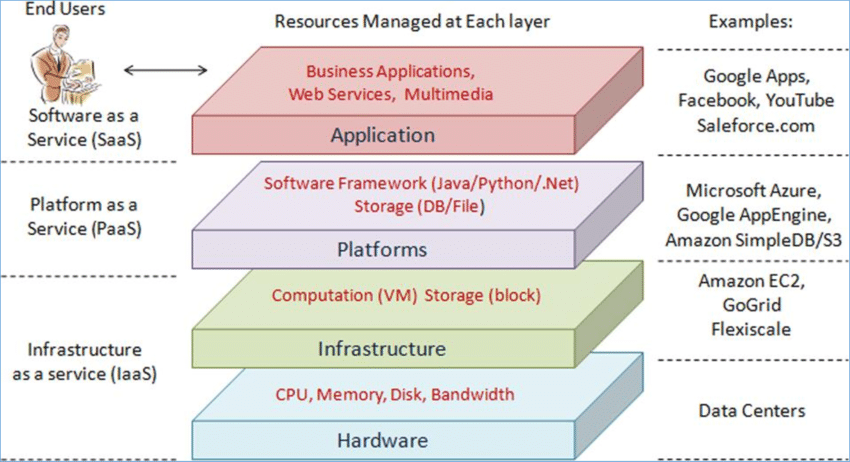 End Users
Resources Managed at Each layer
Examples:
Software as a
Service (SaaS)
Business Applications,
Web Services, Multimedia
Application
Google Apps,
Facebook, YouTube
Saleforce.com
Platform as a
Service (PaaS)
Software Framework (Java/Python/.Net)
Storage (DB/File)
Platforms
Microsoft Azure,
Google AppEngine,
Amazon SimpleDB/S3
Infrastructure
as a service (IaaS)
Computation (VM) Storage (block)
Infrastructure
Amazon EC2,
GoGrid
Flexiscale
CPU, Memory, Disk, Bandwidth
Hardware
Data Centers